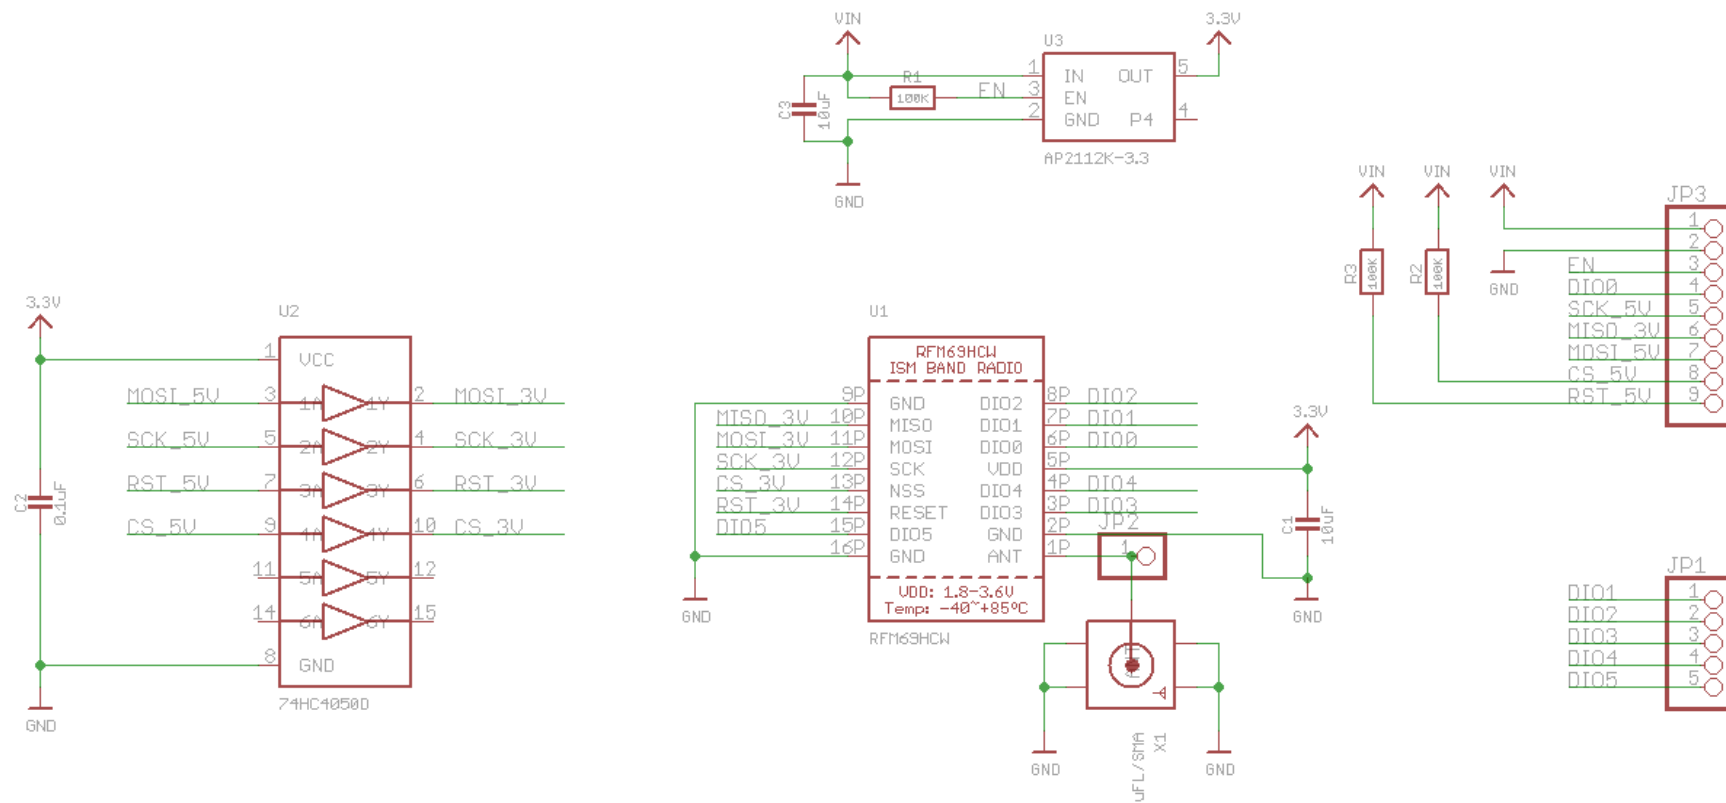 VIN
3.3V
U3
R1
100K
C3
10uF
EN
1 IN OUT 5
3 EN
2 GND P4 4
AP2112K-3.3
GND
VIN
VIN
VIN
JP3
R3
100K
R2
100K
GND
1
2
EN 3
DIO0 4
SCK_5V 5
MISO_3V 6
MOSI_5V 7
CS_5V 8
RST_5V 9
3.3V
U2
1 VCC
MOSI_5V 3 1A 1Y 2 MOSI_3V
SCK_5V 5 2A 2Y 4 SCK_3V
RST_5V 7 3A 3Y 6 RST_3V
CS_5V 9 4A 4Y 10 CS_3V
11 5A 5Y 12
14 6A 6Y 15
8 GND
74HC4050D
C2
0.1uF
GND
U1
RFM69HCW
ISM BAND RADIO
9P GND DIO2 8P DIO2
MISO_3V 10P MISO DIO1 7P DIO1
MOSI_3V 11P MOSI DIO0 6P DIO0
SCK_3V 12P SCK VDD 5P
CS_3V 13P NSS DIO4 4P DIO4
RST_3V 14P RESET DIO3 3P DIO3
DIO5 15P DIO5 GND 2P
16P GND ANT 1P
VDD: 1.8-3.6V
Temp: -40~+85ºC
RFM69HCW
GND
JP2
1
3.3V
C1
10uF
GND
X1
uFL/SMA
GND
GND
JP1
DIO1 1
DIO2 2
DIO3 3
DIO4 4
DIO5 5